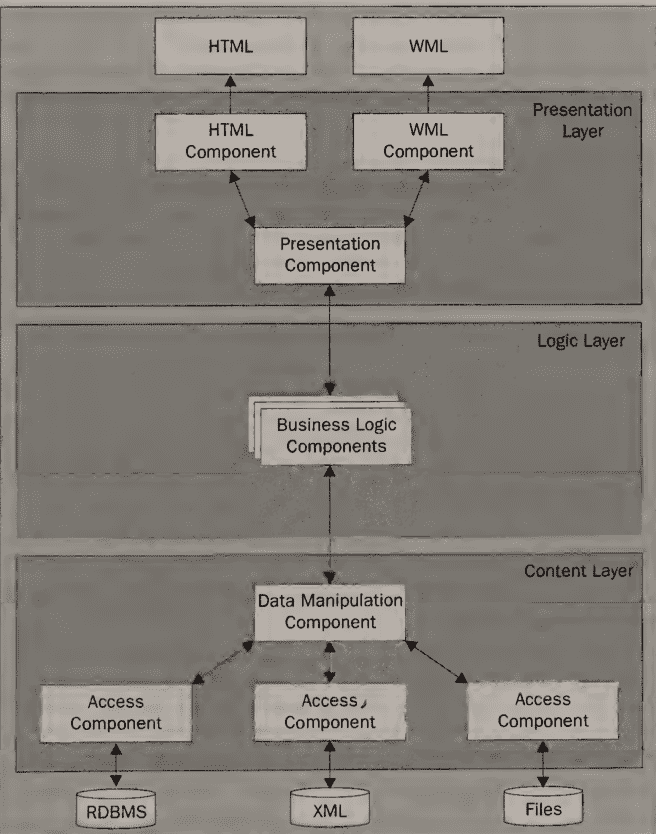 HTML
WML
Presentation
Layer
HTML
Component
WML
Component
Presentation
Component
Logic Layer
Business Logic
Components
Content Layer
Data Manipulation
Component
Access
Component
Access
Component
Access
Component
RDBMS
XML
Files